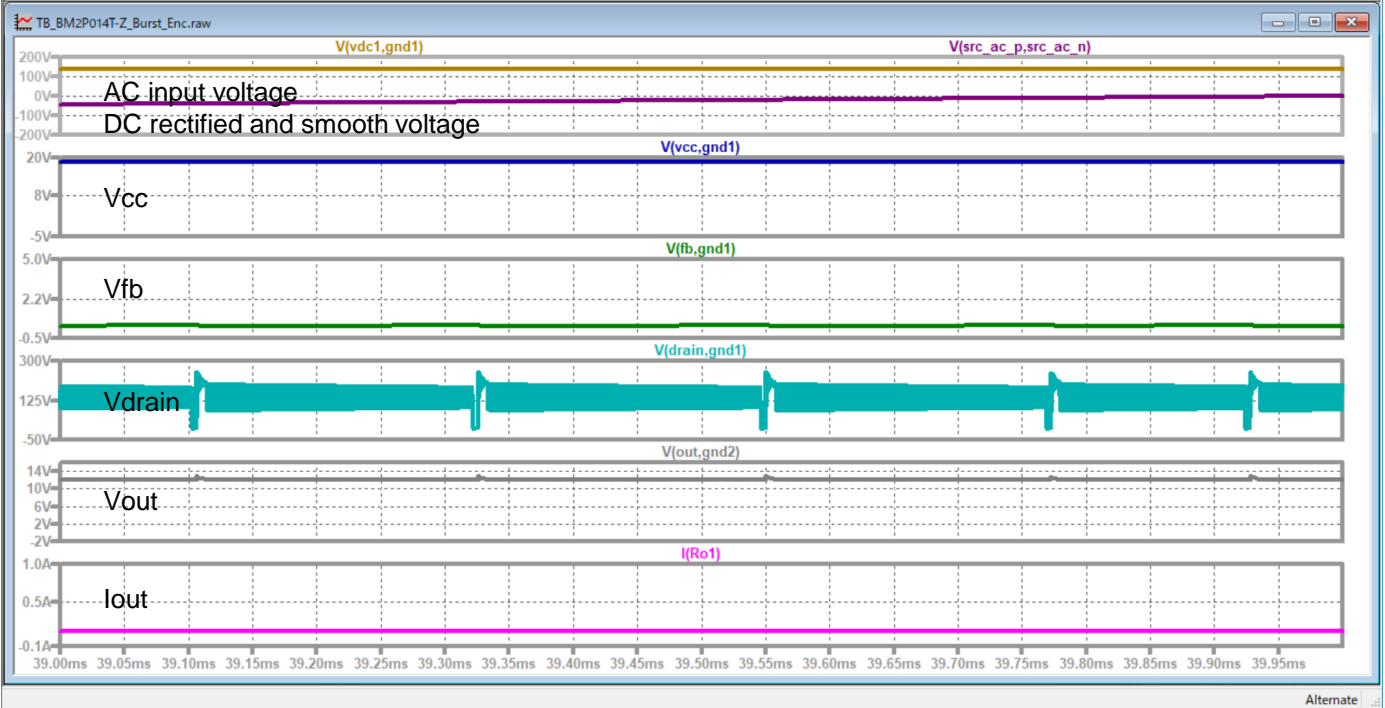 TB_BM2P014T-Z_Burst_Enc.raw
V(vdc1,gnd1) V(src_ac_p,src_ac_n)
200V
100V
0V
-100V
-200V
AC input voltage
DC rectified and smooth voltage
V(vcc,gnd1)
20V
8V
-5V
Vcc
V(fb,gnd1)
5.0V
2.2V
-0.5V
Vfb
V(drain,gnd1)
300V
125V
-50V
Vdrain
V(out,gnd2)
14V
10V
6V
2V
-2V
Vout
I(Ro1)
1.0A
0.5A
-0.1A
Iout
39.00ms 39.05ms 39.10ms 39.15ms 39.20ms 39.25ms 39.30ms 39.35ms 39.40ms 39.45ms 39.50ms 39.55ms 39.60ms 39.65ms 39.70ms 39.75ms 39.80ms 39.85ms 39.90ms 39.95ms
Alternate